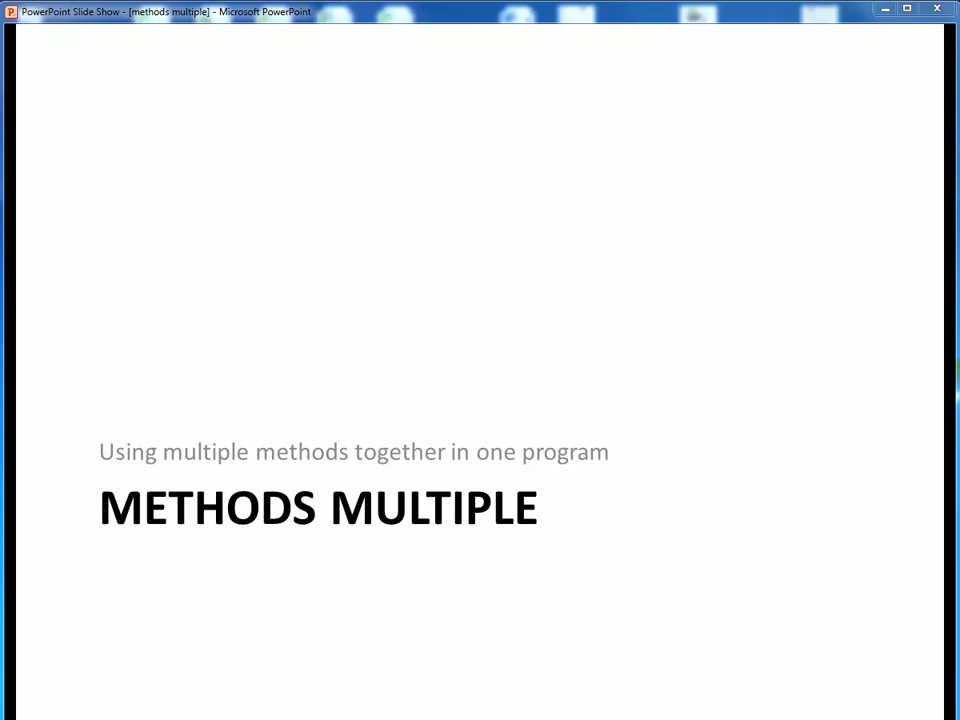 PowerPoint Slide Show - [methods multiple] - Microsoft PowerPoint
Using multiple methods together in one program
METHODS MULTIPLE